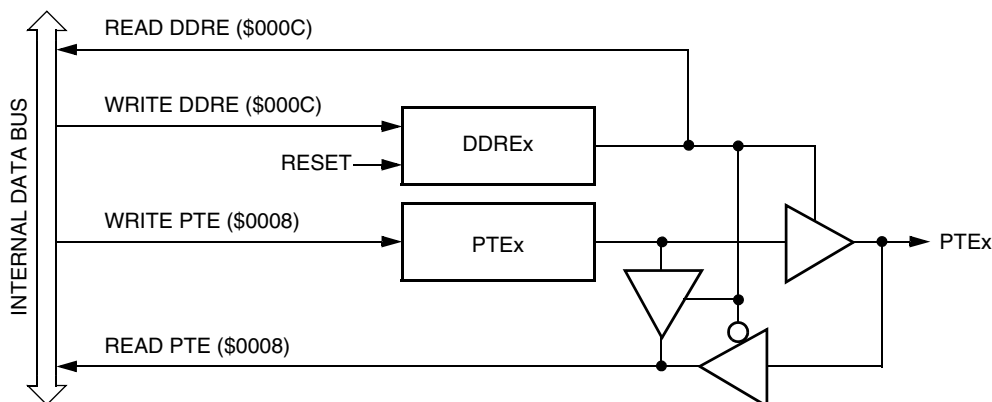 READ DDRE ($000C)
WRITE DDRE ($000C)
DDREx
RESET
WRITE PTE ($0008)
PTEx
PTEx
READ PTE ($0008)
INTERNAL DATA BUS